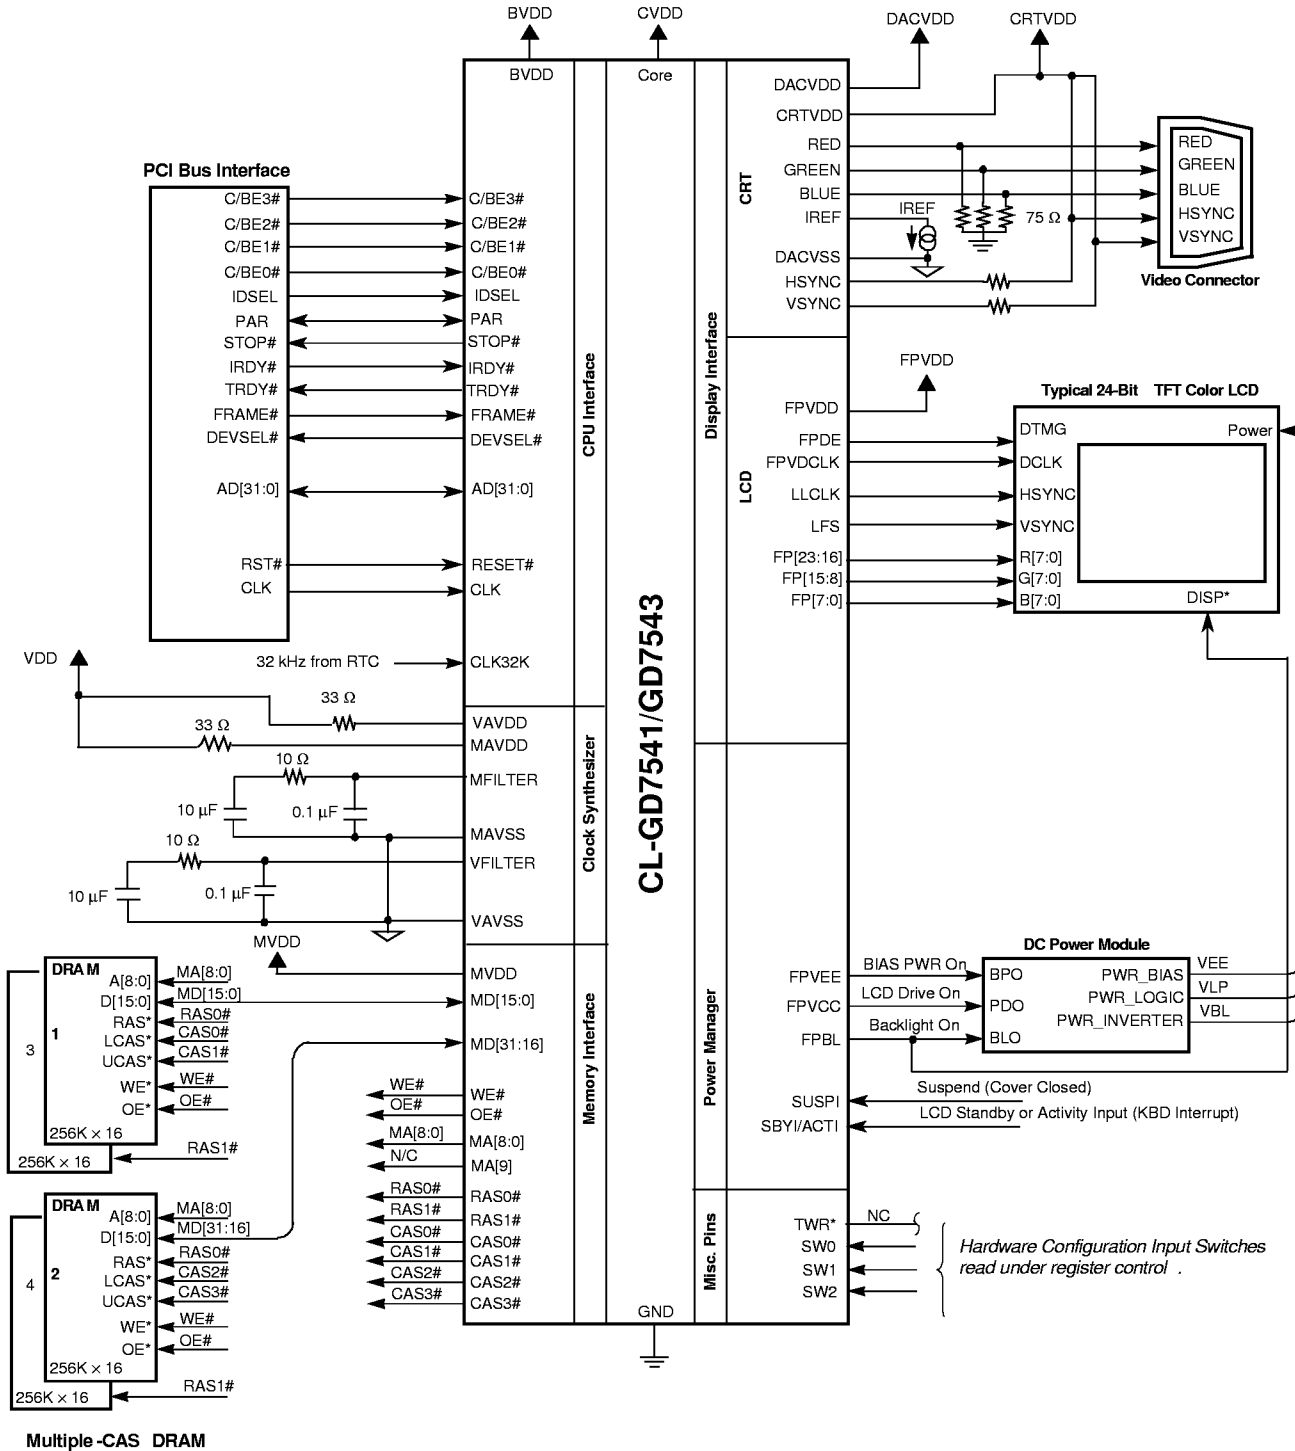 BVDD
CVDD
DACVDD
CRTVDD
BVDD
Core
DACVDD
CRTVDD
RED
GREEN
BLUE
IREF
DACVSS
HSYNC
VSYNC
CRT
IREF
75 Ω
RED
GREEN
BLUE
HSYNC
VSYNC
Video Connector
PCI Bus Interface
C/BE3#
C/BE2#
C/BE1#
C/BE0#
IDSEL
PAR
STOP#
IRDY#
TRDY#
FRAME#
DEVSEL#
AD[31:0]
RST#
CLK
C/BE3#
C/BE2#
C/BE1#
C/BE0#
IDSEL
PAR
STOP#
IRDY#
TRDY#
FRAME#
DEVSEL#
AD[31:0]
RESET#
CLK
32 kHz from RTC
CLK32K
CPU Interface
CL-GD7541/GD7543
Display Interface
LCD
FPVDD
FPVDD
FPDE
FPVDCLK
LLCLK
LFS
FP[23:16]
FP[15:8]
FP[7:0]
Typical 24-Bit TFT Color LCD
DTMG
Power
DCLK
HSYNC
VSYNC
R[7:0]
G[7:0]
B[7:0]
DISP*
VDD
33 Ω
33 Ω
10 Ω
10 µF
0.1 µF
10 Ω
10 µF
0.1 µF
VAVDD
MAVDD
MFILTER
MAVSS
VFILTER
VAVSS
Clock Synthesizer
MVDD
MVDD
MD[15:0]
MD[31:16]
WE#
OE#
MA[8:0]
N/C
RAS0#
RAS1#
CAS0#
CAS1#
CAS2#
CAS3#
WE#
OE#
MA[8:0]
MA[9]
RAS0#
RAS1#
CAS0#
CAS1#
CAS2#
CAS3#
Memory Interface
DRAM
1
3
A[8:0]
D[15:0]
RAS*
LCAS*
UCAS*
WE*
OE*
256K × 16
256K × 16
MA[8:0]
MD[15:0]
RAS0#
CAS0#
CAS1#
WE#
OE#
RAS1#
DRAM
2
4
A[8:0]
D[15:0]
RAS*
LCAS*
UCAS*
WE*
OE*
256K × 16
256K × 16
MA[8:0]
MD[31:16]
RAS0#
CAS2#
CAS3#
WE#
OE#
RAS1#
Multiple-CAS DRAM
Power Manager
FPVEE
FPVCC
FPBL
SUSPI
SBYI/ACTI
BIAS PWR On
LCD Drive On
Backlight On
DC Power Module
BPO
PDO
BLO
PWR_BIAS
PWR_LOGIC
PWR_INVERTER
VEE
VLP
VBL
Suspend (Cover Closed)
LCD Standby or Activity Input (KBD Interrupt)
Misc. Pins
TWR*
SW0
SW1
SW2
NC
Hardware Configuration Input Switches
read under register control .
GND